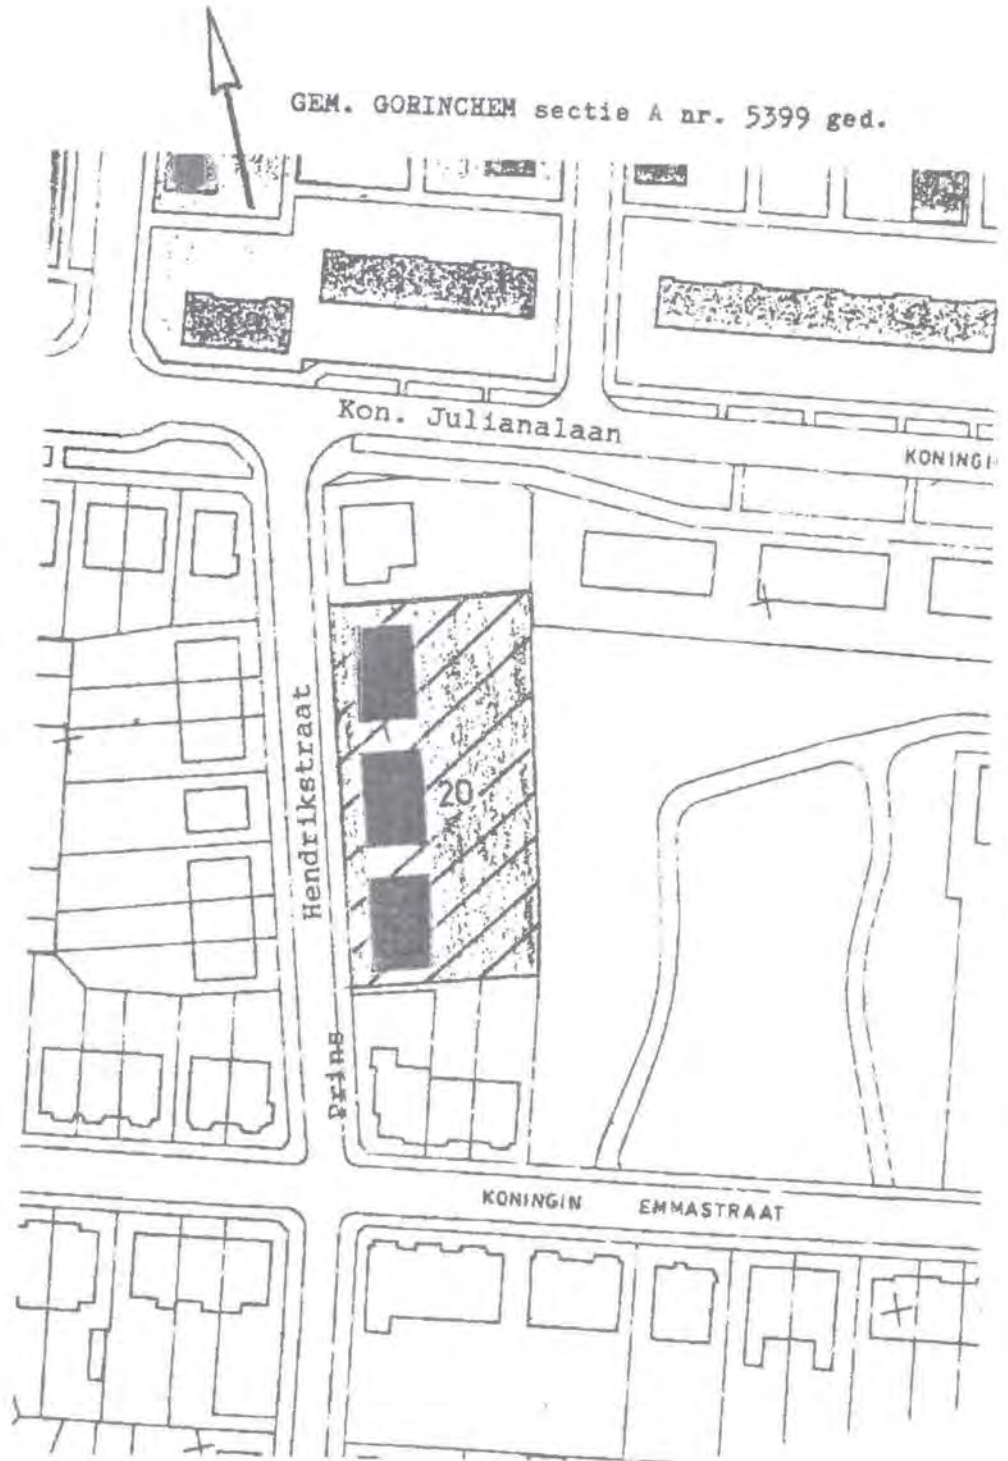 GEM. GORINCHEM sectie A nr. 5399 ged.
Kon. Julianalaan
KONINGI
Prins Hendrikstraat
20
KONINGIN EMMASTRAAT